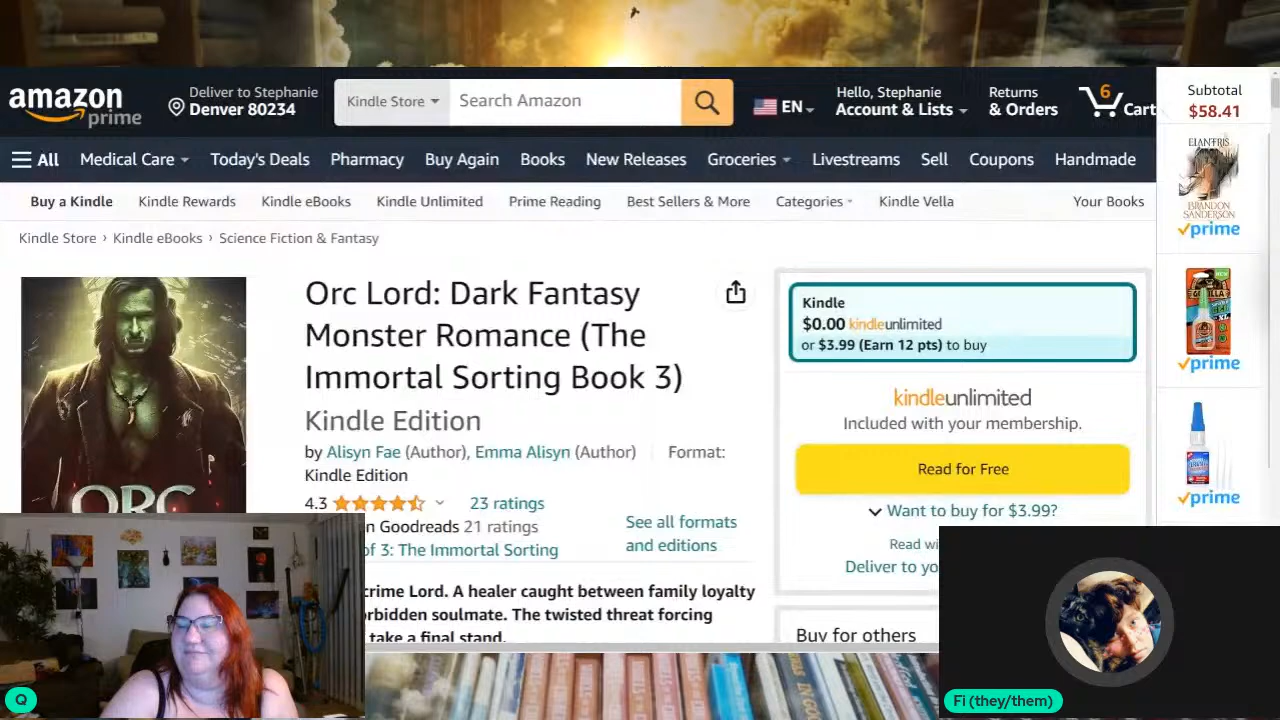 amazon
prime
Deliver to Stephanie
Denver 80234
Kindle Store
Search Amazon
EN
Hello, Stephanie
Account & Lists
Returns
& Orders
6
Cart
Subtotal
$58.41
All
Medical Care
Today's Deals
Pharmacy
Buy Again
Books
New Releases
Groceries
Livestreams
Sell
Coupons
Handmade
Buy a Kindle
Kindle Rewards
Kindle eBooks
Kindle Unlimited
Prime Reading
Best Sellers & More
Categories
Kindle Vella
Your Books
ELANTRIS
BRANDON
SANDERSON
prime
Kindle Store › Kindle eBooks › Science Fiction & Fantasy
ORC
Orc Lord: Dark Fantasy
Monster Romance (The
Immortal Sorting Book 3)
Kindle Edition
by Alisyn Fae (Author), Emma Alisyn (Author)
Format:
Kindle Edition
4.3
23 ratings
n Goodreads 21 ratings
See all formats
and editions
of 3: The Immortal Sorting
crime Lord. A healer caught between family loyalty
orbidden soulmate. The twisted threat forcing
take a final stand.
Kindle
$0.00 kindleunlimited
or $3.99 (Earn 12 pts) to buy
kindleunlimited
Included with your membership.
Read for Free
Want to buy for $3.99?
Read wi
Deliver to yo
Buy for others
NEW
GORILLA
XL
prime
prime
Q
Fi (they/them)